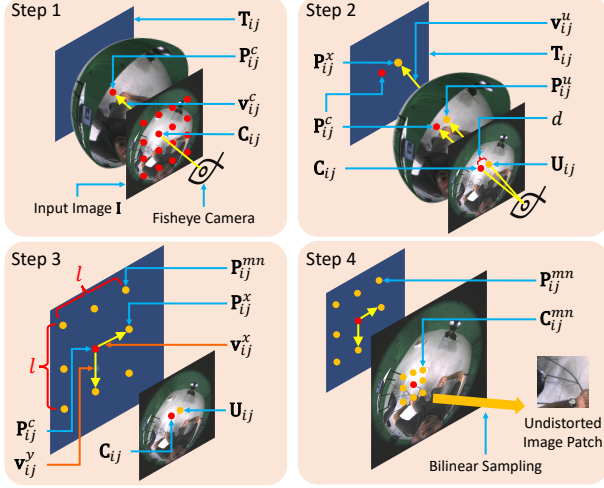 Step 1
T_ij
P^c_ij
v^c_ij
C_ij
Input Image I
Fisheye Camera
Step 2
v^u_ij
T_ij
P^x_ij
P^u_ij
d
P^c_ij
C_ij
U_ij
Step 3
l
P^mn_ij
P^x_ij
l
v^x_ij
U_ij
P^c_ij
C_ij
v^y_ij
Step 4
P^mn_ij
C^mn_ij
Undistorted
Image Patch
Bilinear Sampling